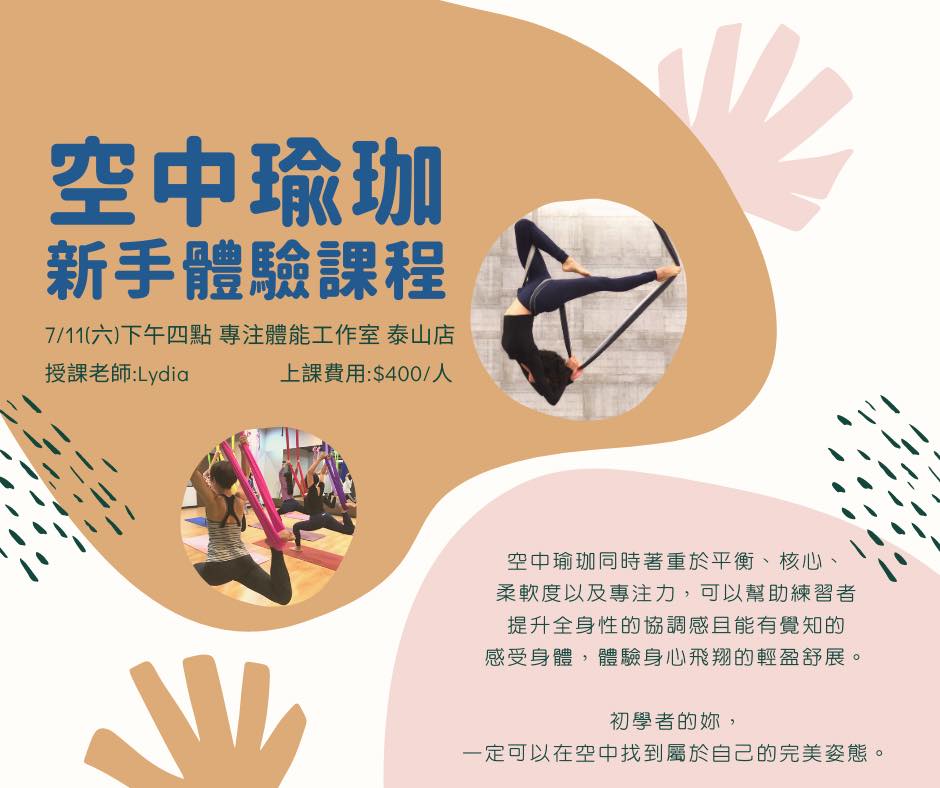 空中瑜珈
新手體驗課程
7/11(六)下午四點 專注體能工作室 泰山店
授課老師:Lydia 上課費用:$400/人
空中瑜珈同時著重於平衡、核心、
柔軟度以及專注力，可以幫助練習者
提升全身性的協調感且能有覺知的
感受身體，體驗身心飛翔的輕盈舒展。
初學者的妳，
一定可以在空中找到屬於自己的完美姿態。